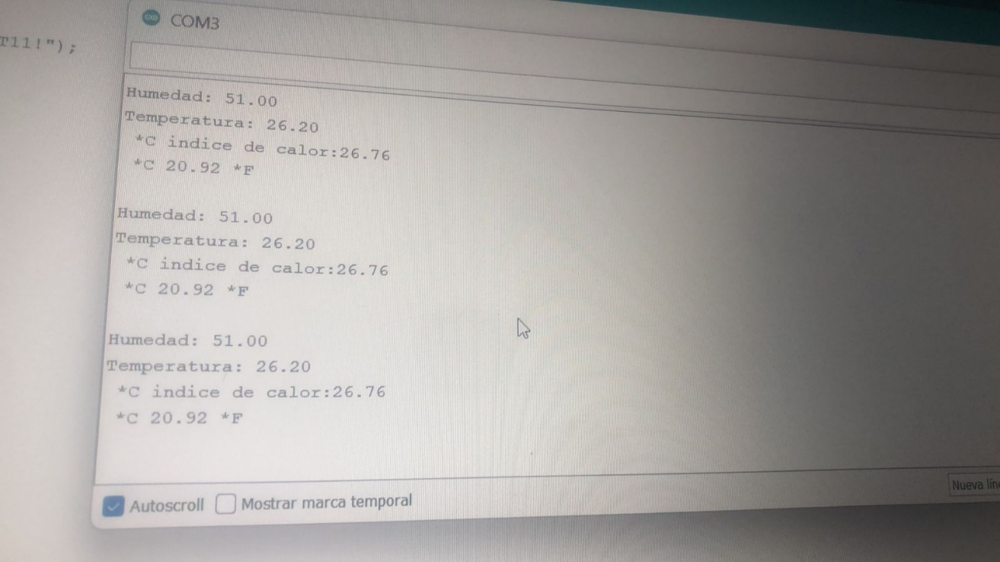 COM3
T11!");
Humedad: 51.00
Temperatura: 26.20
*C indice de calor:26.76
*C 20.92 *F
Humedad: 51.00
Temperatura: 26.20
*C indice de calor:26.76
*C 20.92 *F
Humedad: 51.00
Temperatura: 26.20
*C indice de calor:26.76
*C 20.92 *F
Autoscroll Mostrar marca temporal
Nueva lín